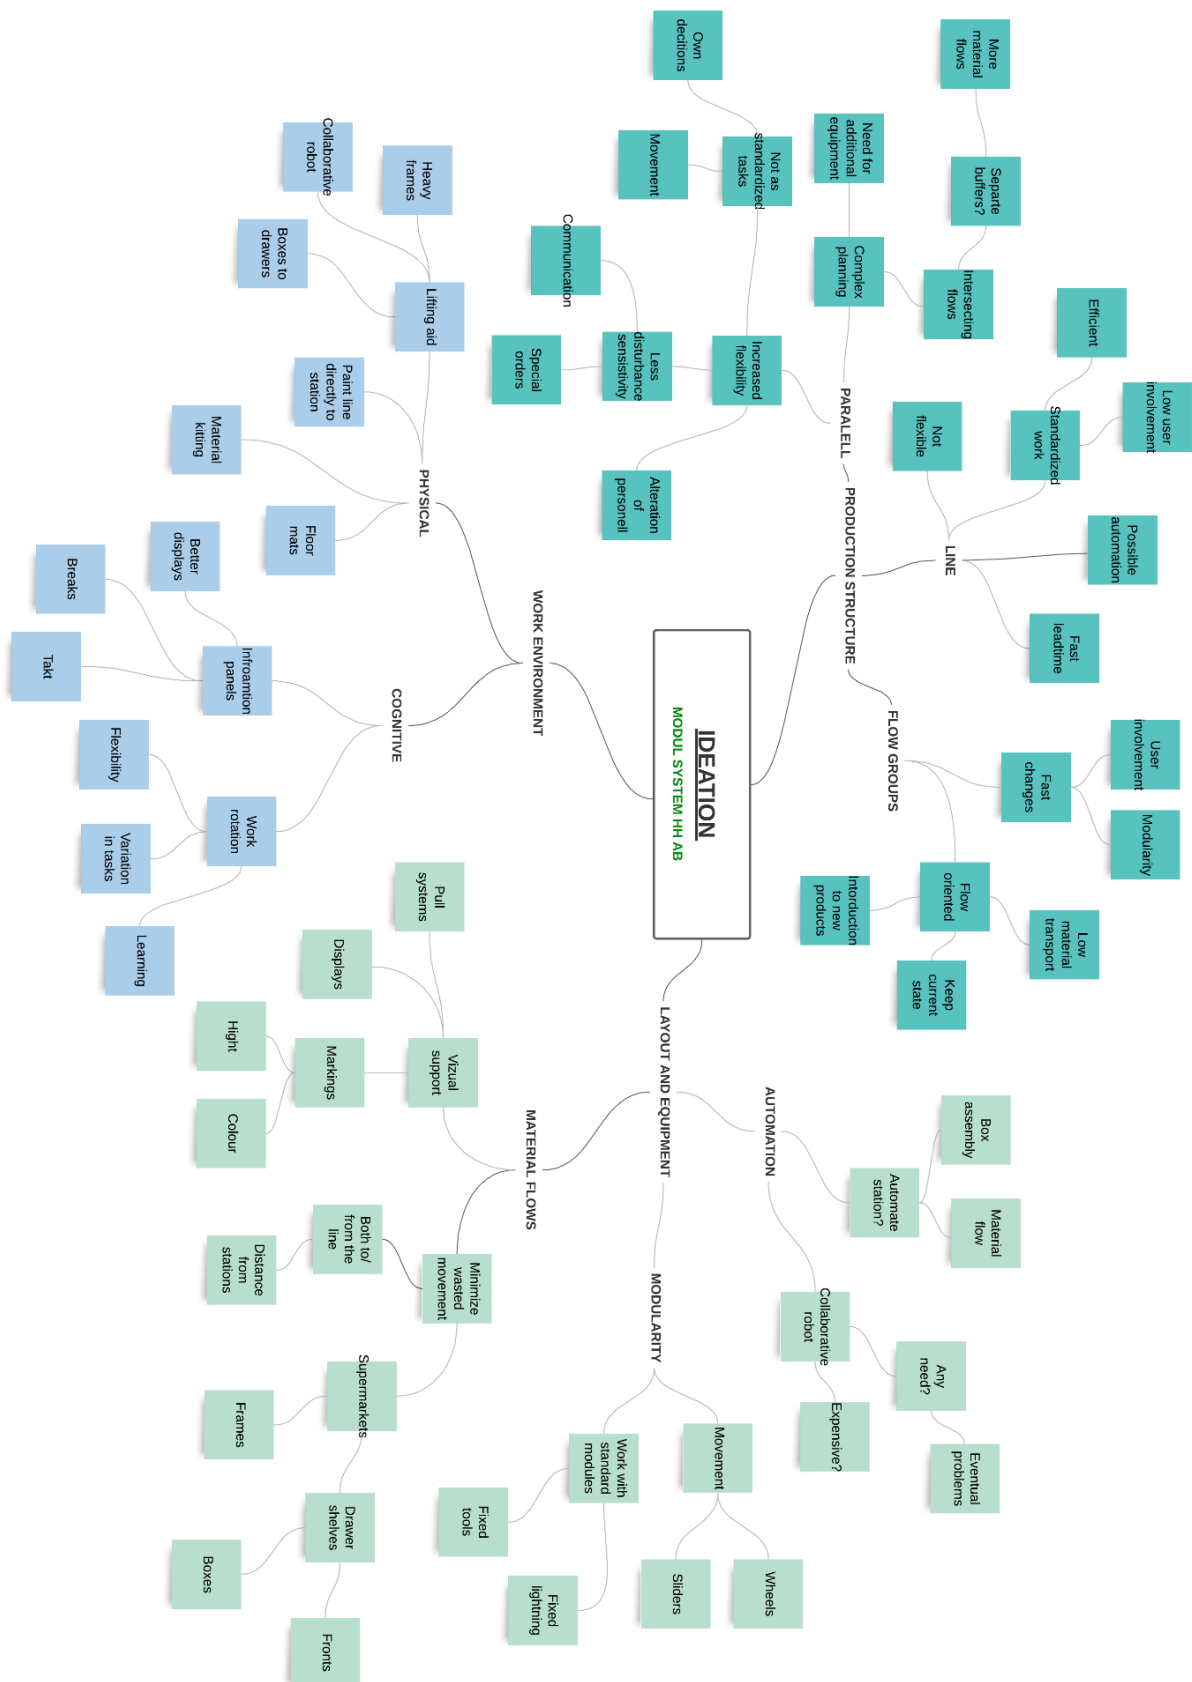 IDEATION
MODUL SYSTEM HH AB
PRODUCTION STRUCTURE
PARALELL
Complex
planning
Need for
additional
equipment
Intersecting
flows
Separte
buffers?
More
material
flows
Increased
flexibility
Not as
standardized
tasks
Own
decitions
Movement
Less
disturbance
sensistivity
Communication
Special
orders
Alteration
of
personell
LINE
Not
flexible
Standardized
work
Efficient
Low user
involvement
Possible
automation
Fast
leadtime
FLOW GROUPS
Fast
changes
User
involvement
Modularity
Flow
oriented
Low
material
transport
Intorduction
to new
products
Keep
current
state
WORK ENVIRONMENT
PHYSICAL
Lifting aid
Heavy
frames
Collaborative
robot
Boxes to
drawers
Paint line
directly to
station
Material
kitting
Floor
mats
COGNITIVE
Infroamtion
panels
Better
displays
Breaks
Takt
Work
rotation
Flexibility
Variation
in tasks
Learning
LAYOUT AND EQUIPMENT
AUTOMATION
Automate
station?
Box
assembly
Material
flow
Collaborative
robot
Any
need?
Eventual
problems
Expensive?
MODULARITY
Movement
Wheels
Sliders
Work with
standard
modules
Fixed
tools
Fixed
lightning
MATERIAL FLOWS
Vizual
support
Pull
systems
Displays
Markings
Hight
Colour
Minimize
wasted
movement
Both to/
from the
line
Distance
from
stations
Supermarkets
Frames
Drawer
shelves
Boxes
Fronts